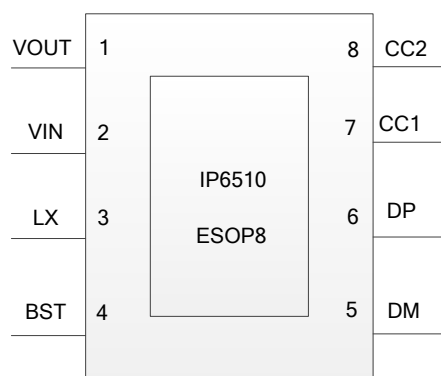 VOUT 1 8 CC2
VIN 2 7 CC1
IP6510
LX 3 6 DP
ESOP8
BST 4 5 DM